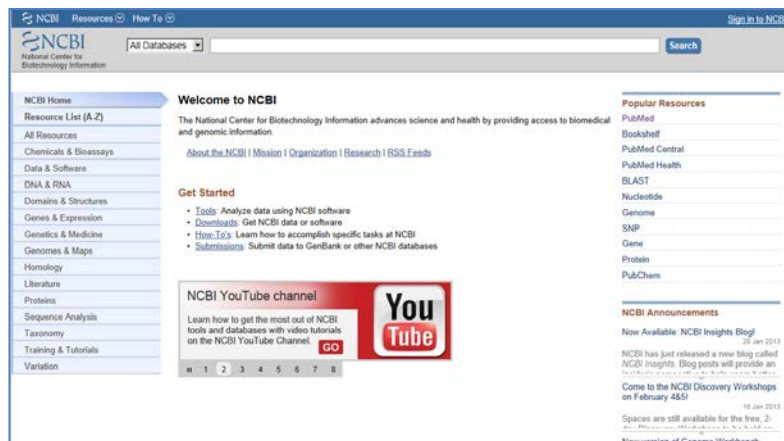 NCBI Resources How To Sign in to NCBI
NCBI
National Center for
Biotechnology Information
All Databases Search
NCBI Home
Resource List (A-Z)
All Resources
Chemicals & Bioassays
Data & Software
DNA & RNA
Domains & Structures
Genes & Expression
Genetics & Medicine
Genomes & Maps
Homology
Literature
Proteins
Sequence Analysis
Taxonomy
Training & Tutorials
Variation
Welcome to NCBI
The National Center for Biotechnology Information advances science and health by providing access to biomedical
and genomic information.
About the NCBI | Mission | Organization | Research | RSS Feeds
Get Started
• Tools: Analyze data using NCBI software
• Downloads: Get NCBI data or software
• How-To's: Learn how to accomplish specific tasks at NCBI
• Submissions: Submit data to GenBank or other NCBI databases
NCBI YouTube channel
Learn how to get the most out of NCBI
tools and databases with video tutorials
on the NCBI YouTube Channel.
GO
You
Tube
1 2 3 4 5 6 7 8
Popular Resources
PubMed
Bookshelf
PubMed Central
PubMed Health
BLAST
Nucleotide
Genome
SNP
Gene
Protein
PubChem
NCBI Announcements
Now Available: NCBI Insights Blog!
28 Jan 2013
NCBI has just released a new blog called
NCBI Insights. Blog posts will provide an
Come to the NCBI Discovery Workshops
on February 4&5!
16 Jan 2013
Spaces are still available for the free, 2-
New version of Genome Workbench